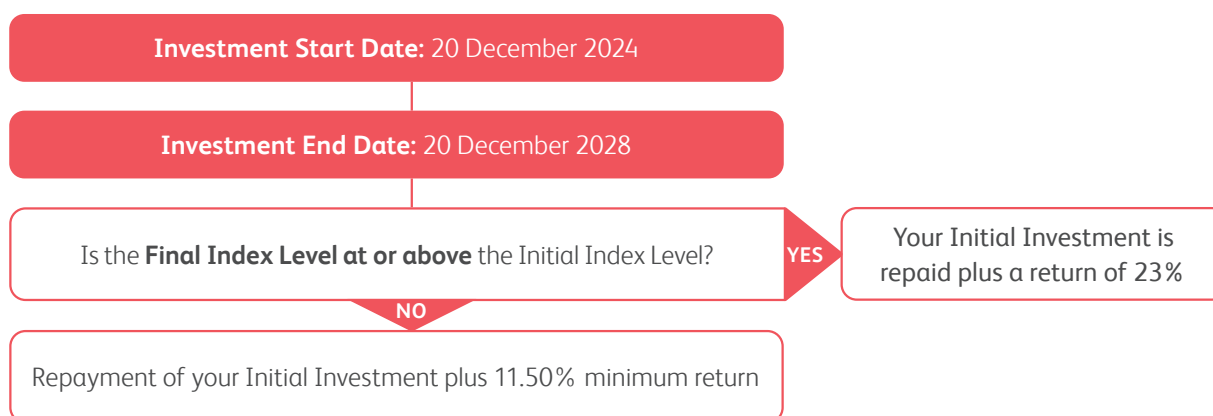 Investment Start Date: 20 December 2024
Investment End Date: 20 December 2028
Is the Final Index Level at or above the Initial Index Level?
YES
Your Initial Investment is
repaid plus a return of 23%
NO
Repayment of your Initial Investment plus 11.50% minimum return